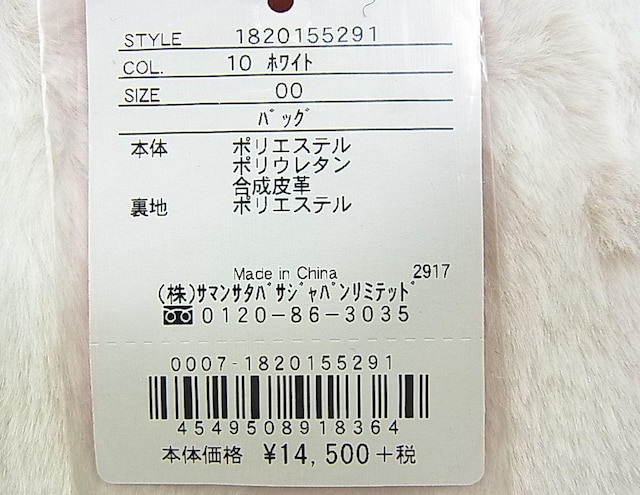 STYLE 1820155291
COL. 10 ﾎﾜｲﾄ
SIZE 00
ﾊﾞｯｸﾞ
本体 ポリエステル
ポリウレタン
合成皮革
裏地 ポリエステル
Made in China 2917
(株)ｻﾏﾝｻﾀﾊﾞｻｼﾞｬﾊﾟﾝﾘﾐﾃｯﾄﾞ
0120-86-3035
0007-1820155291
4549508918364
本体価格 ¥14,500+税